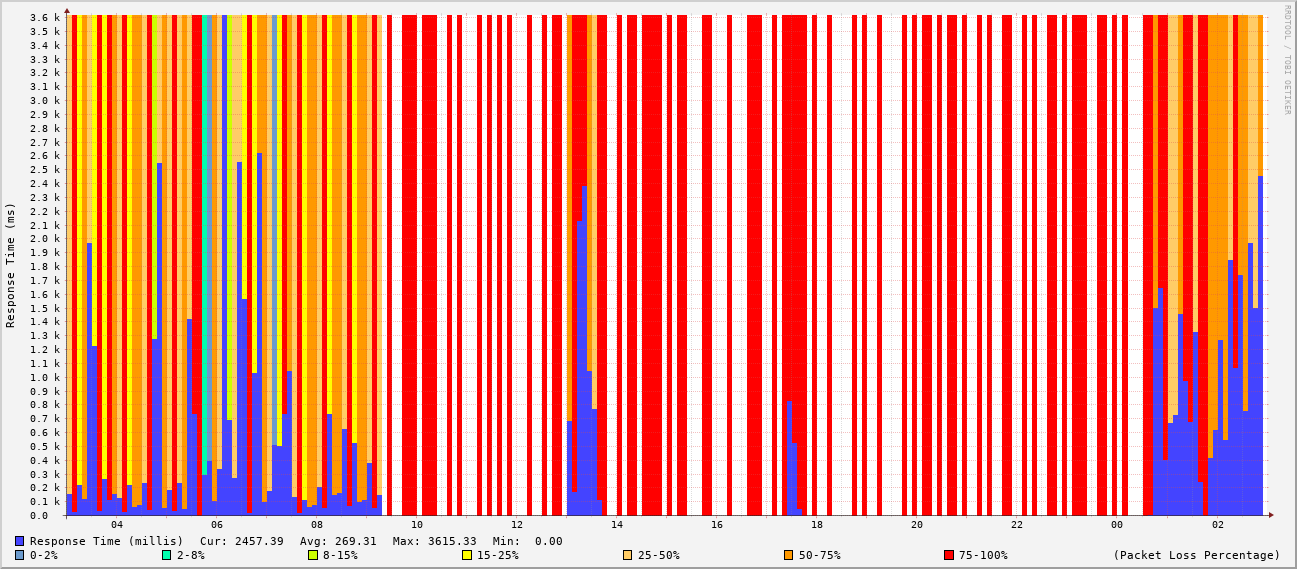 RRDTOOL / TOBI OETIKER
Response Time (ms)
3.6 k
3.5 k
3.4 k
3.3 k
3.2 k
3.1 k
3.0 k
2.9 k
2.8 k
2.7 k
2.6 k
2.5 k
2.4 k
2.3 k
2.2 k
2.1 k
2.0 k
1.9 k
1.8 k
1.7 k
1.6 k
1.5 k
1.4 k
1.3 k
1.2 k
1.1 k
1.0 k
0.9 k
0.8 k
0.7 k
0.6 k
0.5 k
0.4 k
0.3 k
0.2 k
0.1 k
0.0
04 06 08 10 12 14 16 18 20 22 00 02
Response Time (millis) Cur: 2457.39 Avg: 269.31 Max: 3615.33 Min: 0.00
0-2% 2-8% 8-15% 15-25% 25-50% 50-75% 75-100% (Packet Loss Percentage)